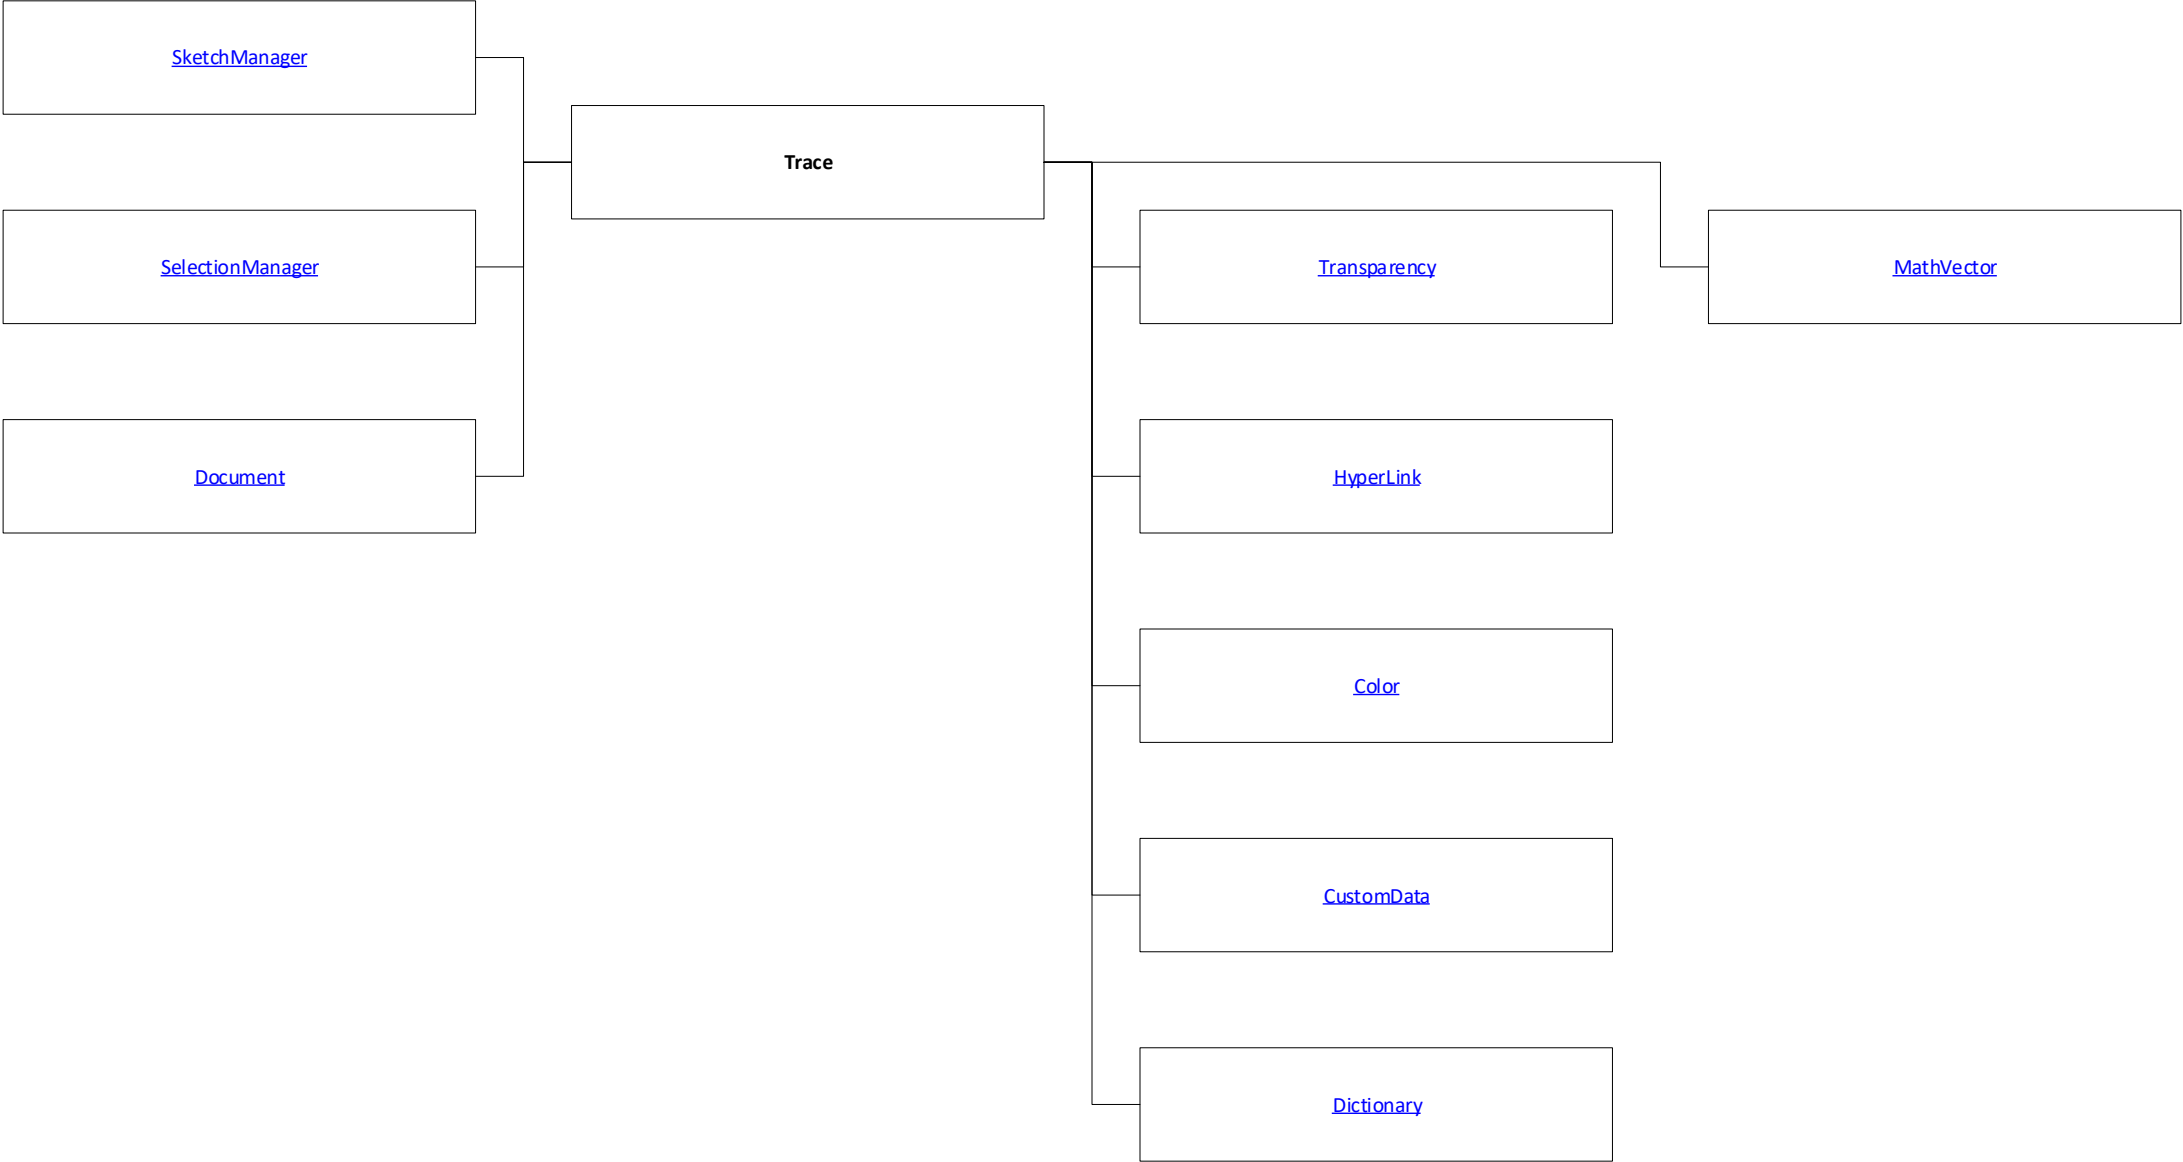 SketchManager
Trace
SelectionManager
Transparency
MathVector
Document
HyperLink
Color
CustomData
Dictionary